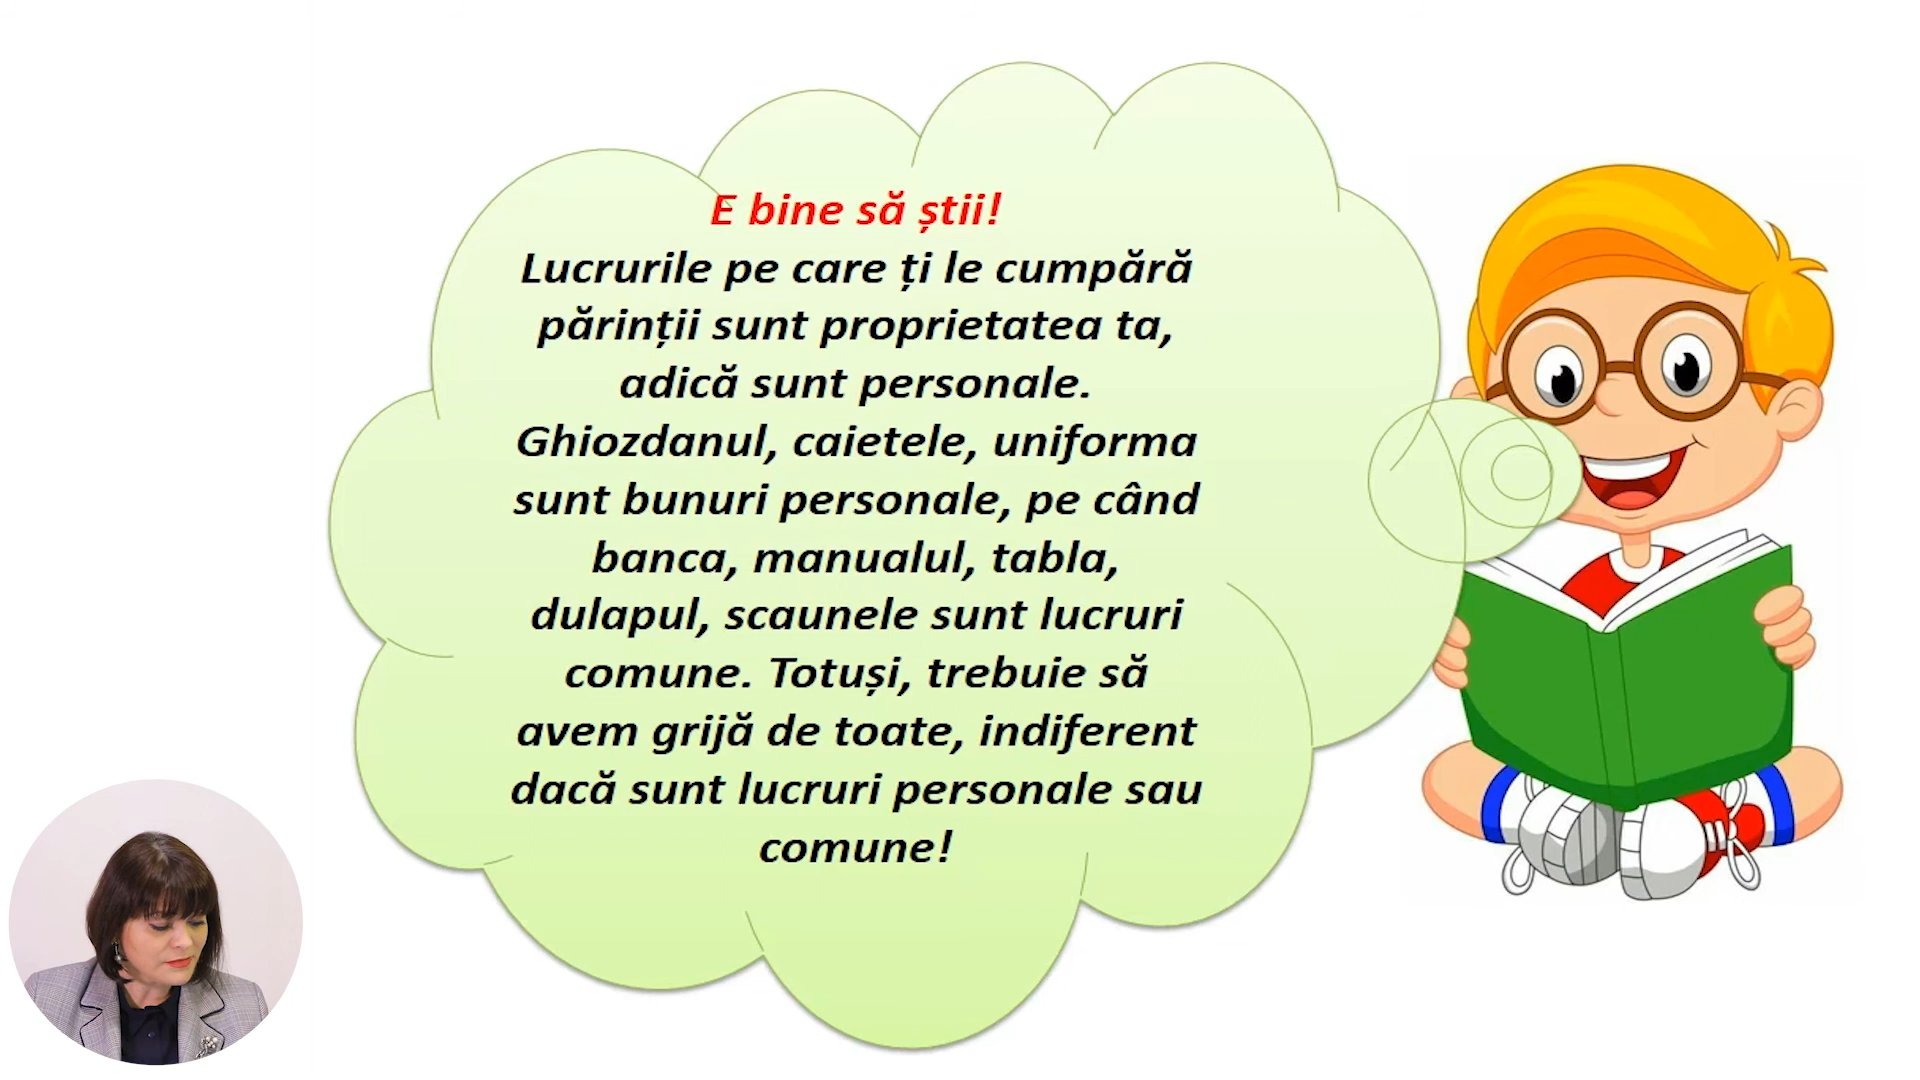 E bine să știi!
Lucrurile pe care ți le cumpără
părinții sunt proprietatea ta,
adică sunt personale.
Ghiozdanul, caietele, uniforma
sunt bunuri personale, pe când
banca, manualul, tabla,
dulapul, scaunele sunt lucruri
comune. Totuși, trebuie să
avem grijă de toate, indiferent
dacă sunt lucruri personale sau
comune!